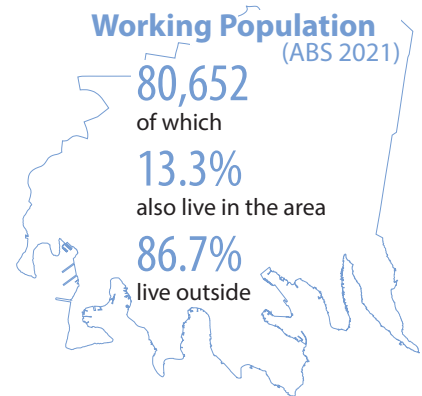 Working Population
(ABS 2021)
80,652
of which
13.3%
also live in the area
86.7%
live outside